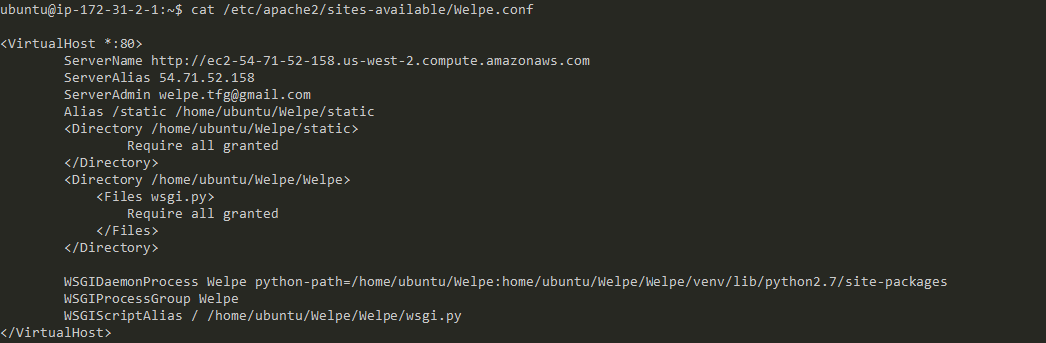 ubuntu@ip-172-31-2-1:~$ cat /etc/apache2/sites-available/Welpe.conf

<VirtualHost *:80>
        ServerName http://ec2-54-71-52-158.us-west-2.compute.amazonaws.com
        ServerAlias 54.71.52.158
        ServerAdmin welpe.tfg@gmail.com
        Alias /static /home/ubuntu/Welpe/static
        <Directory /home/ubuntu/Welpe/static>
                Require all granted
        </Directory>
        <Directory /home/ubuntu/Welpe/Welpe>
            <Files wsgi.py>
                Require all granted
            </Files>
        </Directory>

        WSGIDaemonProcess Welpe python-path=/home/ubuntu/Welpe:home/ubuntu/Welpe/Welpe/venv/lib/python2.7/site-packages
        WSGIProcessGroup Welpe
        WSGIScriptAlias / /home/ubuntu/Welpe/Welpe/wsgi.py
</VirtualHost>